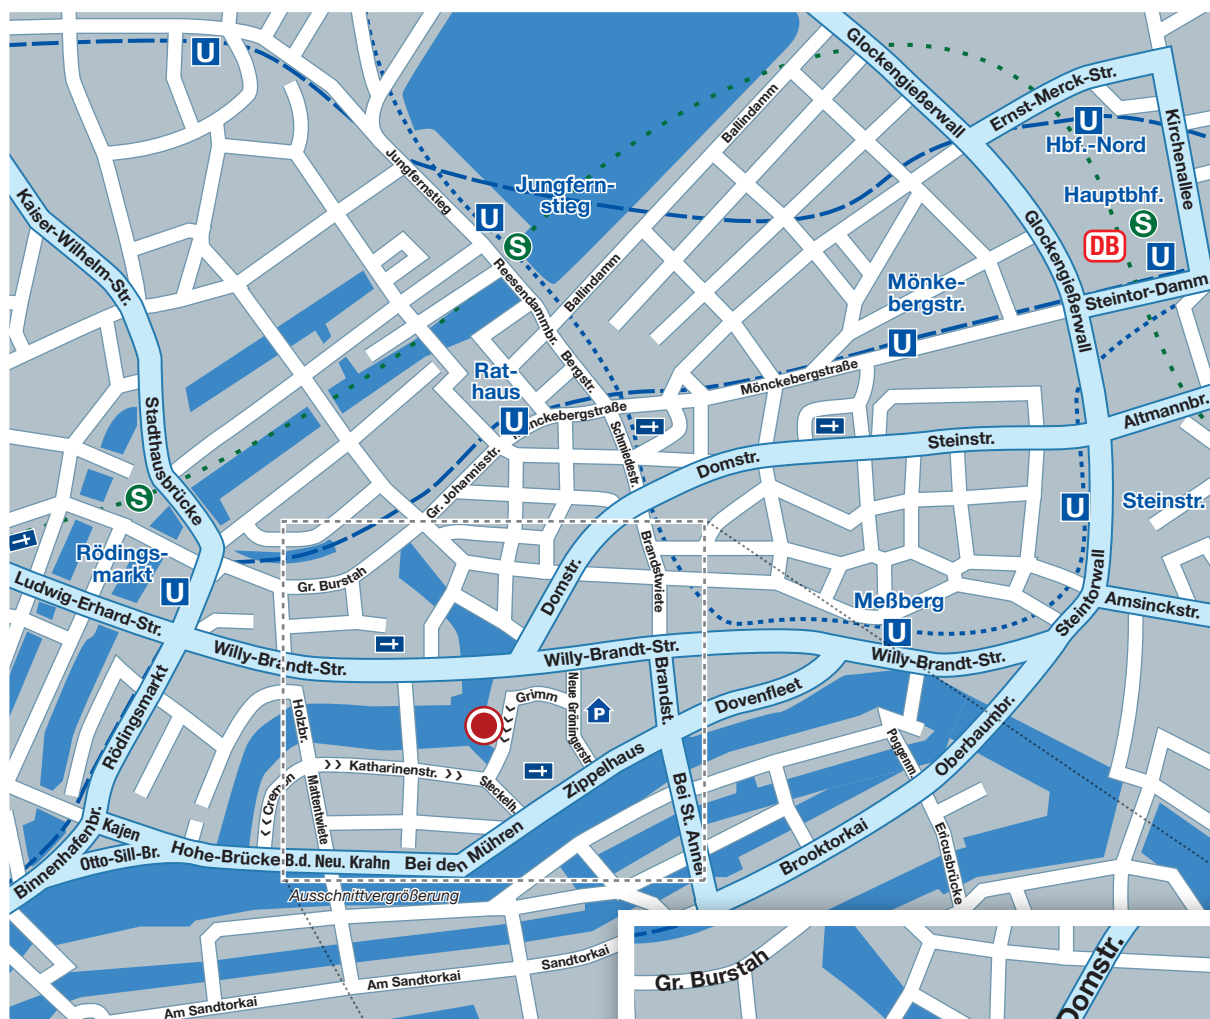 U
Glockengießerwall
Ernst-Merck-Str.
Ballindamm
U
Hbf.-Nord
Kirchenallee
Jungfernstieg
Jungfern-
stieg
U
S
Hauptbhf.
S
DB
U
Kaiser-Wilhelm-Str.
Glockengießerwall
Reesendammbr.
Ballindamm
Mönke-
bergstr.
U
Steintor-Damm
Bergstr.
Rat-
haus
U
Mönckebergstraße
nckebergstraße
Altmannbr.
Stadthausbrücke
Schmiedestr.
Steinstr.
Domstr.
Gr. Johannisstr.
S
U
Steinstr.
Rödings-
markt
U
Brandstwiete
Gr. Burstah
Domstr.
Ludwig-Erhard-Str.
Meßberg
U
Steintorwall
Amsinckstr.
Willy-Brandt-Str.
Willy-Brandt-Str.
Willy-Brandt-Str.
Brandst.
Dovenfleet
Rödingsmarkt
Holzbr.
Grimm
Neue Gröningerstr.
P
Poggenm.
Oberbaumbr.
Katharinenstr.
Zippelhaus
Steckelh.
Cremon
Mattentwiete
Bei St. Annen
Kajen
Otto-Sill-Br.
Hohe-Brücke
B.d. Neu. Krahn
Bei den Mühren
Brooktorkai
Ericusbrücke
Binnenhafenbr.
Ausschnittvergrößerung
Sandtorkai
Am Sandtorkai
Am Sandtorkai
Gr. Burstah
Domstr.